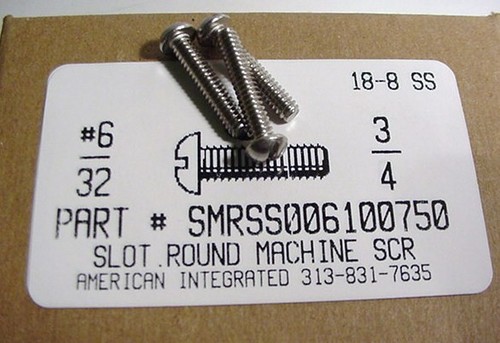 18-8 SS
#6
32
3
4
PART # SMRSS006100750
SLOT.ROUND MACHINE SCR
AMERICAN INTEGRATED 313-831-7635